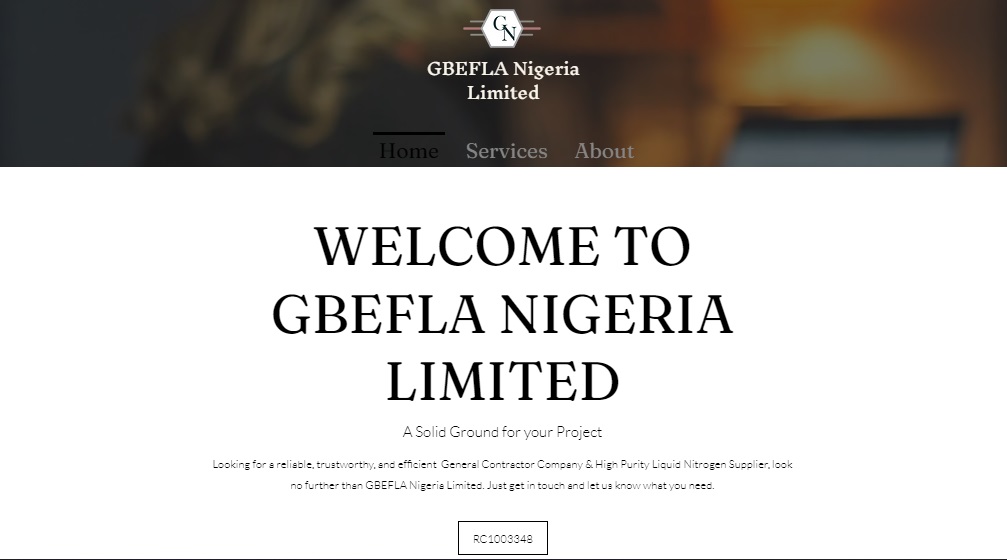 GN
GBEFLA Nigeria
Limited
Home Services About
WELCOME TO
GBEFLA NIGERIA
LIMITED
A Solid Ground for your Project
Looking for a reliable, trustworthy, and efficient General Contractor Company & High Purity Liquid Nitrogen Supplier, look
no further than GBEFLA Nigeria Limited. Just get in touch and let us know what you need.
RC1003348